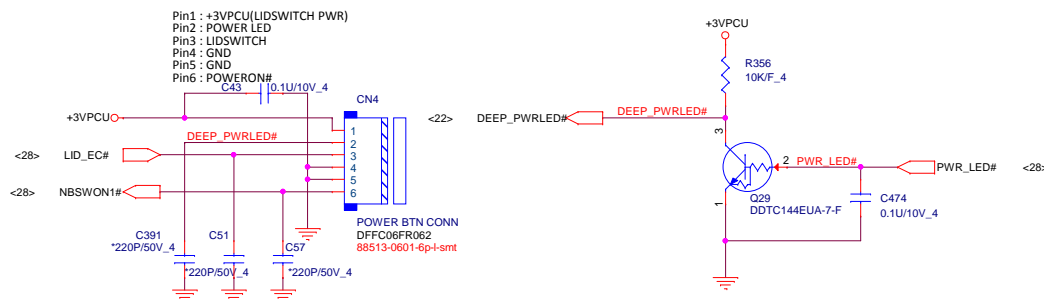 Pin1 : +3VPCU(LIDSWITCH PWR)
Pin2 : POWER LED
Pin3 : LIDSWITCH
Pin4 : GND
Pin5 : GND
Pin6 : POWERON#
C43
0.1U/10V_4
CN4
+3VPCU
DEEP_PWRLED#
<28>
LID_EC#
<28>
NBSWON1#
1
2
3
4
5
6
POWER BTN CONN
DFFC06FR062
88513-0601-6p-l-smt
C391
*220P/50V_4
C51
*220P/50V_4
C57
*220P/50V_4
+3VPCU
R356
10K/F_4
<22>
DEEP_PWRLED#
DEEP_PWRLED#
3
2
PWR_LED#
PWR_LED#
<28>
1
Q29
DDTC144EUA-7-F
C474
0.1U/10V_4